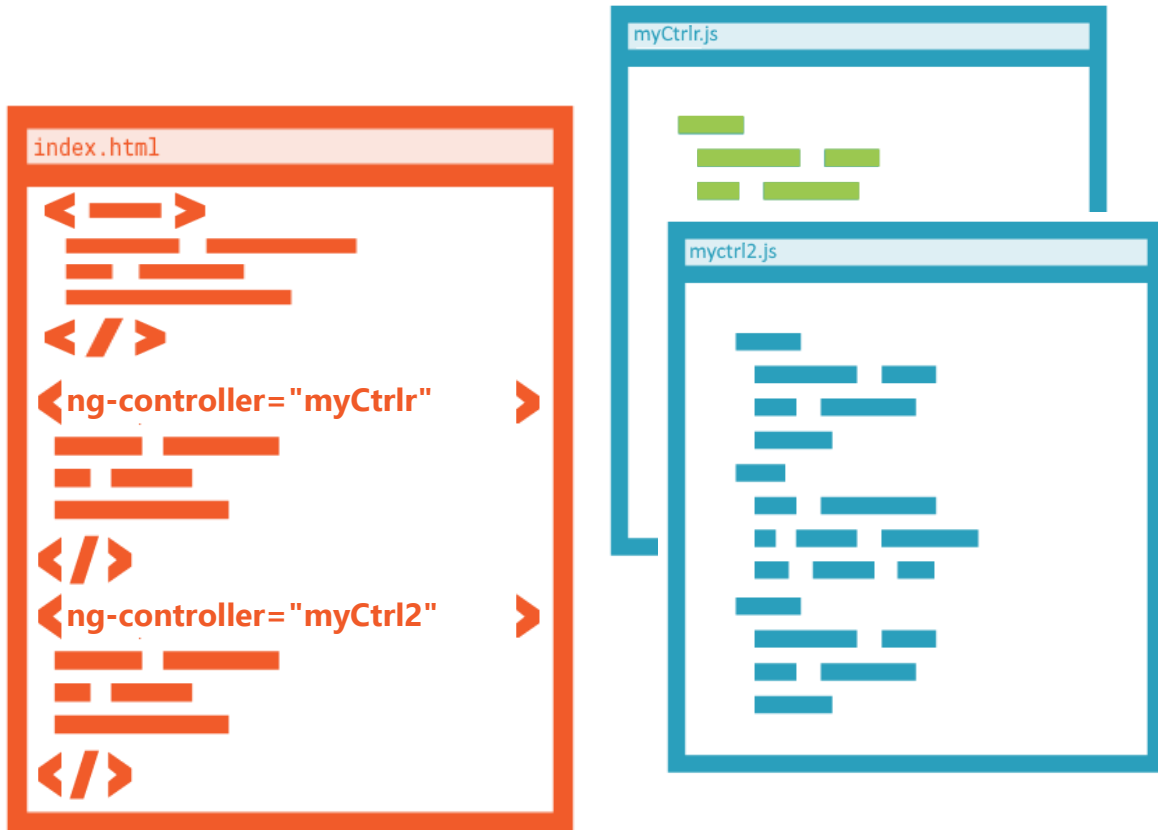 index.html
< >
</>
<ng-controller="myCtrlr" >
</>
<ng-controller="myCtrl2" >
</>
myCtrlr.js
myctrl2.js